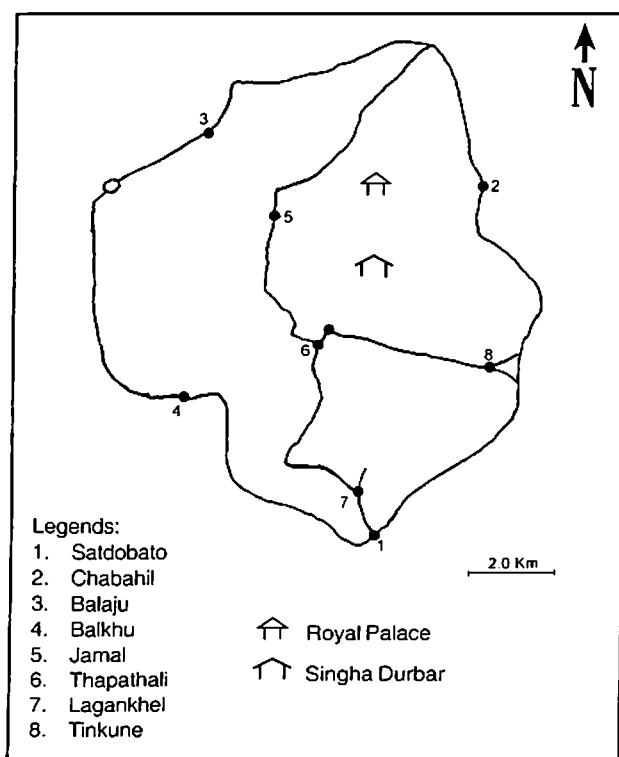 N
3
2
5
6
8
4
7
1
2.0 Km
Legends:
1. Satdobato
2. Chabahil
3. Balaju
4. Balkhu
5. Jamal
6. Thapathali
7. Lagankhel
8. Tinkune
Royal Palace
Singha Durbar